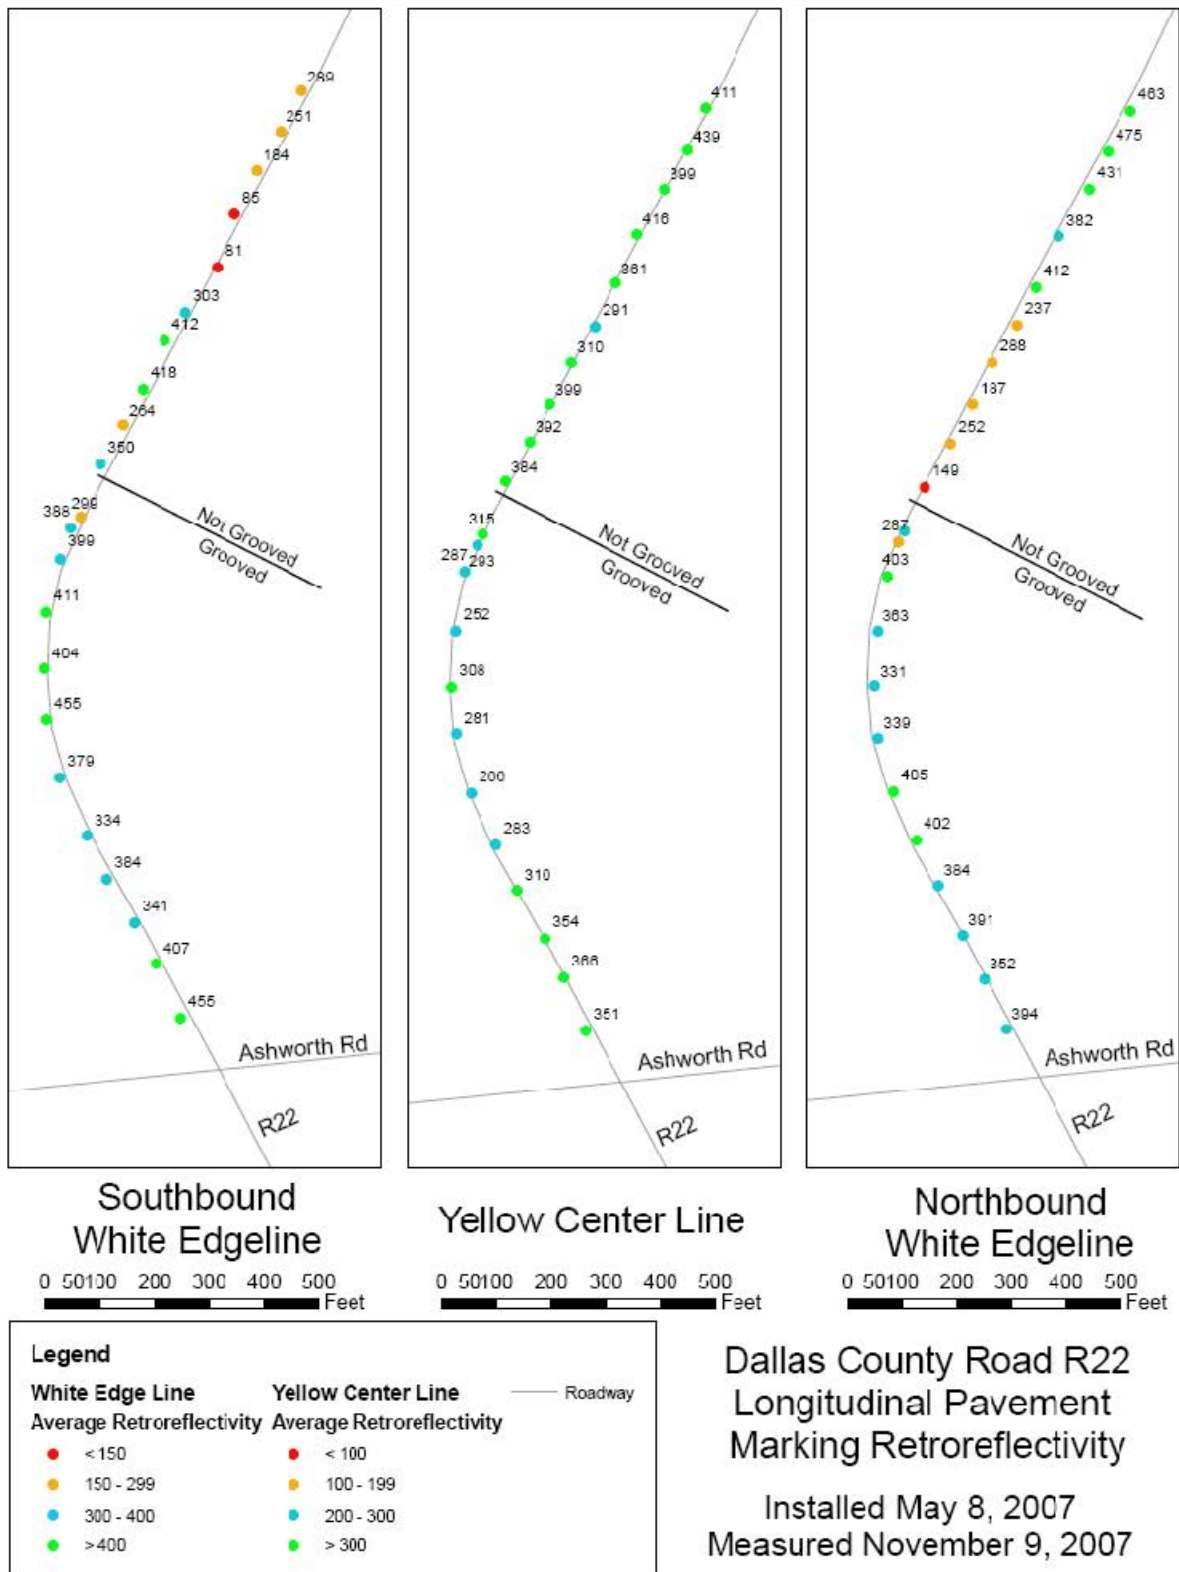 289
251
184
85
81
303
412
418
264
350
299
388
399
411
404
455
379
334
384
341
407
455
Not Grooved
Grooved
Ashworth Rd
R22
411
439
399
416
361
291
310
399
392
384
315
287
293
252
308
281
200
283
310
354
366
351
Not Grooved
Grooved
Ashworth Rd
R22
463
475
431
382
412
237
288
187
252
149
287
403
363
331
339
405
402
384
391
352
394
Not Grooved
Grooved
Ashworth Rd
R22
Southbound
White Edgeline
0 50100 200 300 400 500
Feet
Yellow Center Line
0 50100 200 300 400 500
Feet
Northbound
White Edgeline
0 50100 200 300 400 500
Feet
Legend
White Edge Line
Average Retroreflectivity
< 150
150 - 299
300 - 400
> 400
Yellow Center Line
Average Retroreflectivity
< 100
100 - 199
200 - 300
> 300
Roadway
Dallas County Road R22
Longitudinal Pavement
Marking Retroreflectivity
Installed May 8, 2007
Measured November 9, 2007